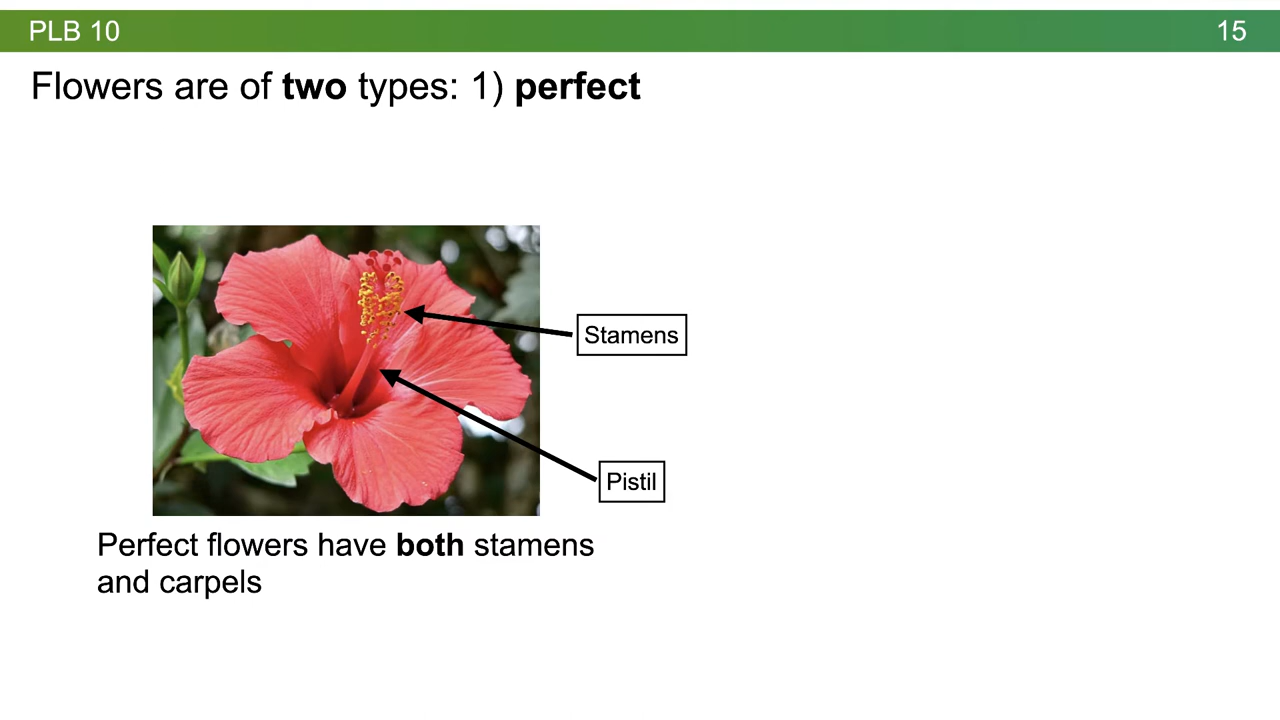 PLB 10
15
Flowers are of two types: 1) perfect
Stamens
Pistil
Perfect flowers have both stamens
and carpels